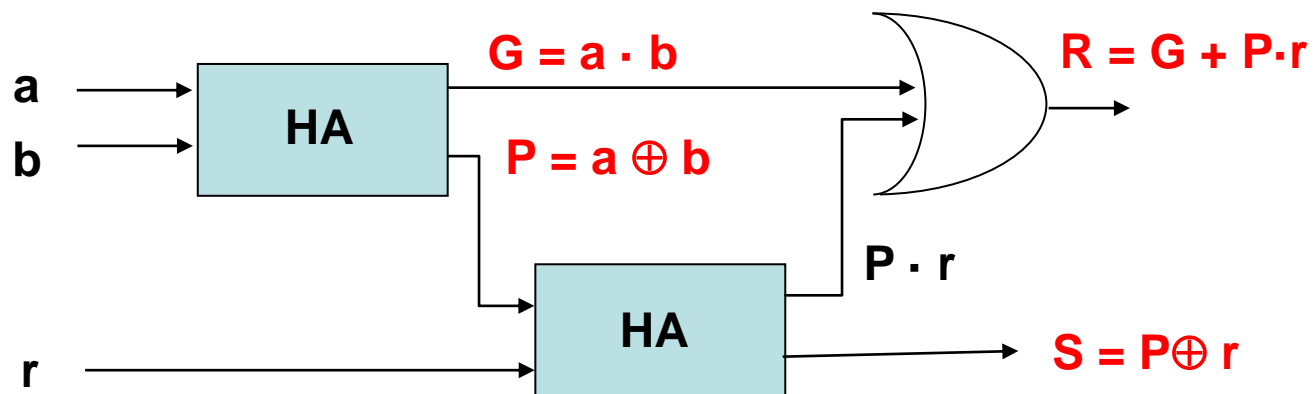 a
b
HA
G = a · b
P = a ⊕ b
R = G + P·r
P · r
HA
r
S = P⊕ r